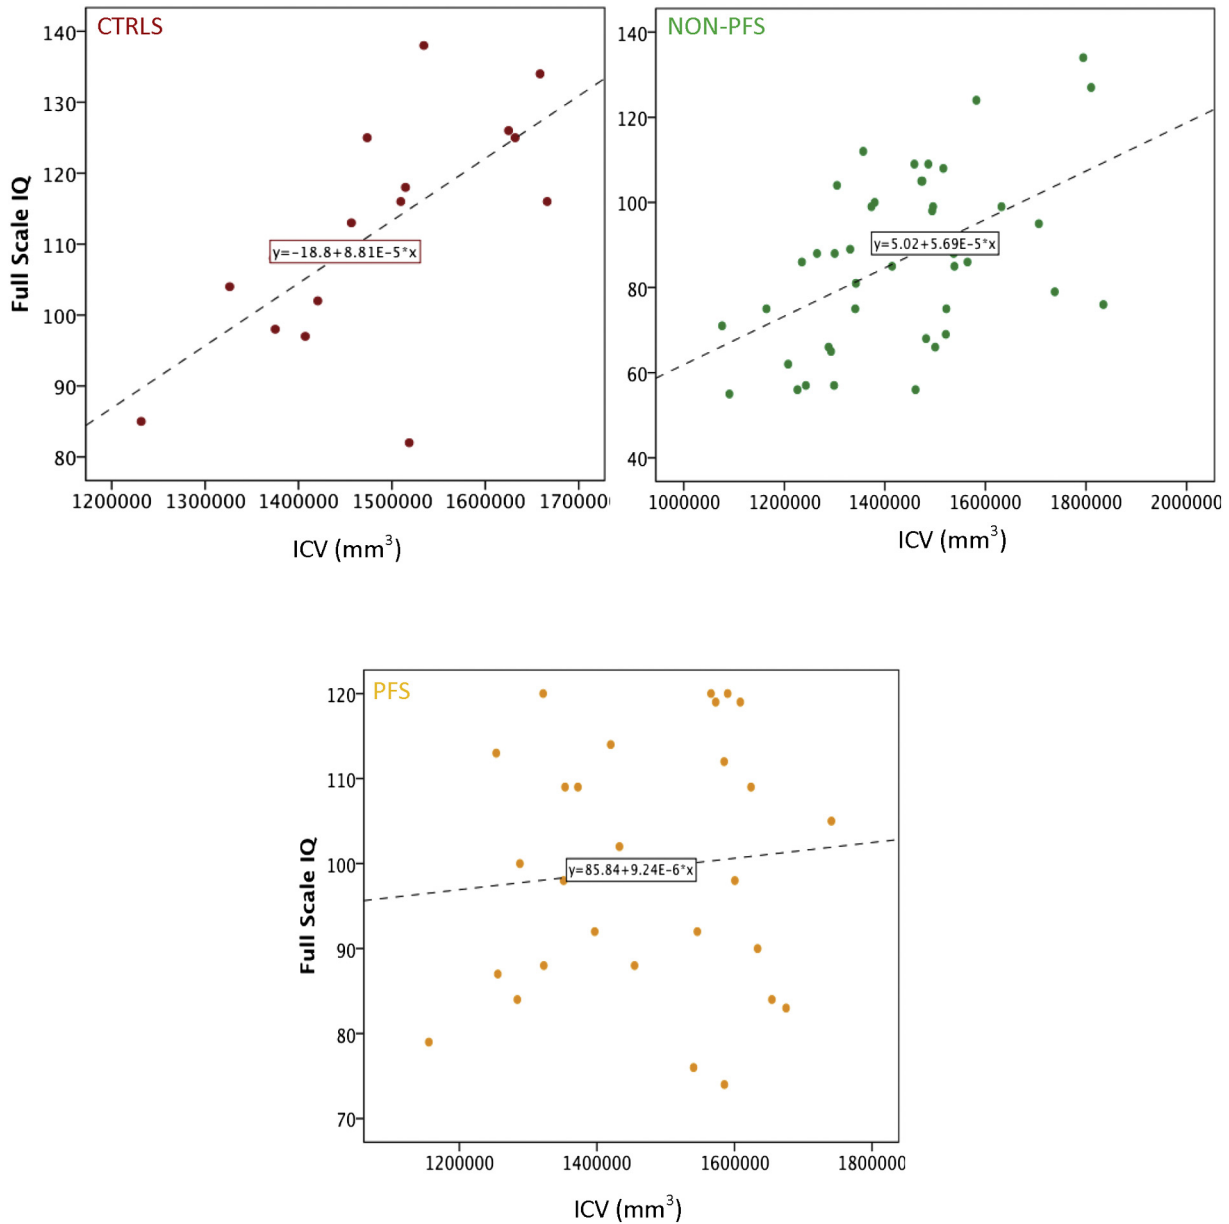 CTRLS
140
130
120
110
100
90
80
Full Scale IQ
y=-18.8+8.81E-5*x
1200000 1300000 1400000 1500000 1600000 1700000
ICV (mm³)
NON-PFS
140
120
100
80
60
40
y=5.02+5.69E-5*x
1000000 1200000 1400000 1600000 1800000 2000000
ICV (mm³)
PFS
120
110
100
90
80
70
Full Scale IQ
y=85.84+9.24E-6*x
1200000 1400000 1600000 1800000
ICV (mm³)